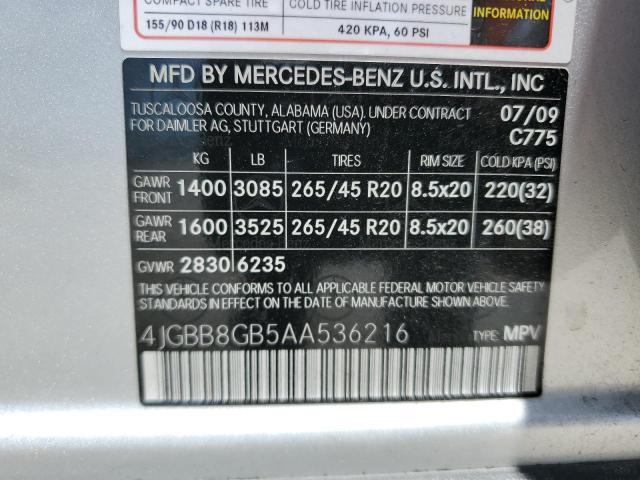 COMPACT SPARE TIRE COLD TIRE INFLATION PRESSURE
155/90 D18 (R18) 113M 420 KPA, 60 PSI
INFORMATION
MFD BY MERCEDES-BENZ U.S. INTL., INC
TUSCALOOSA COUNTY, ALABAMA (USA). UNDER CONTRACT 07/09
FOR DAIMLER AG, STUTTGART (GERMANY) C775
KG LB TIRES RIM SIZE COLD KPA (PSI)
GAWR FRONT 1400 3085 265/45 R20 8.5x20 220(32)
GAWR REAR 1600 3525 265/45 R20 8.5x20 260(38)
GVWR 2830 6235
THIS VEHICLE CONFORMS TO ALL APPLICABLE FEDERAL MOTOR VEHICLE SAFETY
STANDARDS IN EFFECT ON THE DATE OF MANUFACTURE SHOWN ABOVE.
4JGBB8GB5AA536216 TYPE: MPV